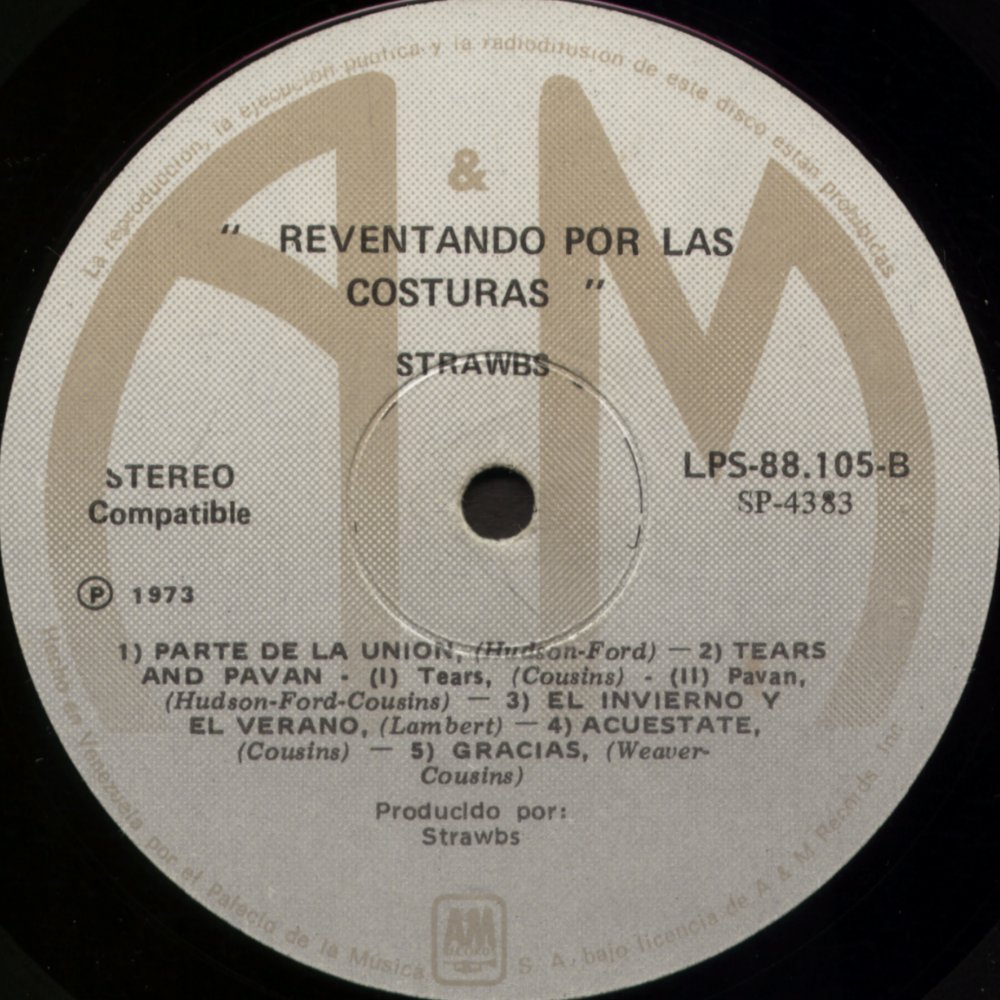 La reproducción, la ejecución pública y la radiodifusión de este disco están prohibidas
&
" REVENTANDO POR LAS
COSTURAS "
STRAWBS
STEREO
Compatible
LPS-88.105-B
SP-4383
Ⓟ 1973
1) PARTE DE LA UNION, (Hudson-Ford) — 2) TEARS
AND PAVAN - (I) Tears, (Cousins) - (II) Pavan,
(Hudson-Ford-Cousins) — 3) EL INVIERNO Y
EL VERANO, (Lambert) — 4) ACUESTATE,
(Cousins) — 5) GRACIAS, (Weaver-
Cousins)
Producido por:
Strawbs
AM
RECORDS
Hecho en Venezuela por el Palacio de la Música S. A. bajo licencia de A & M Records Inc